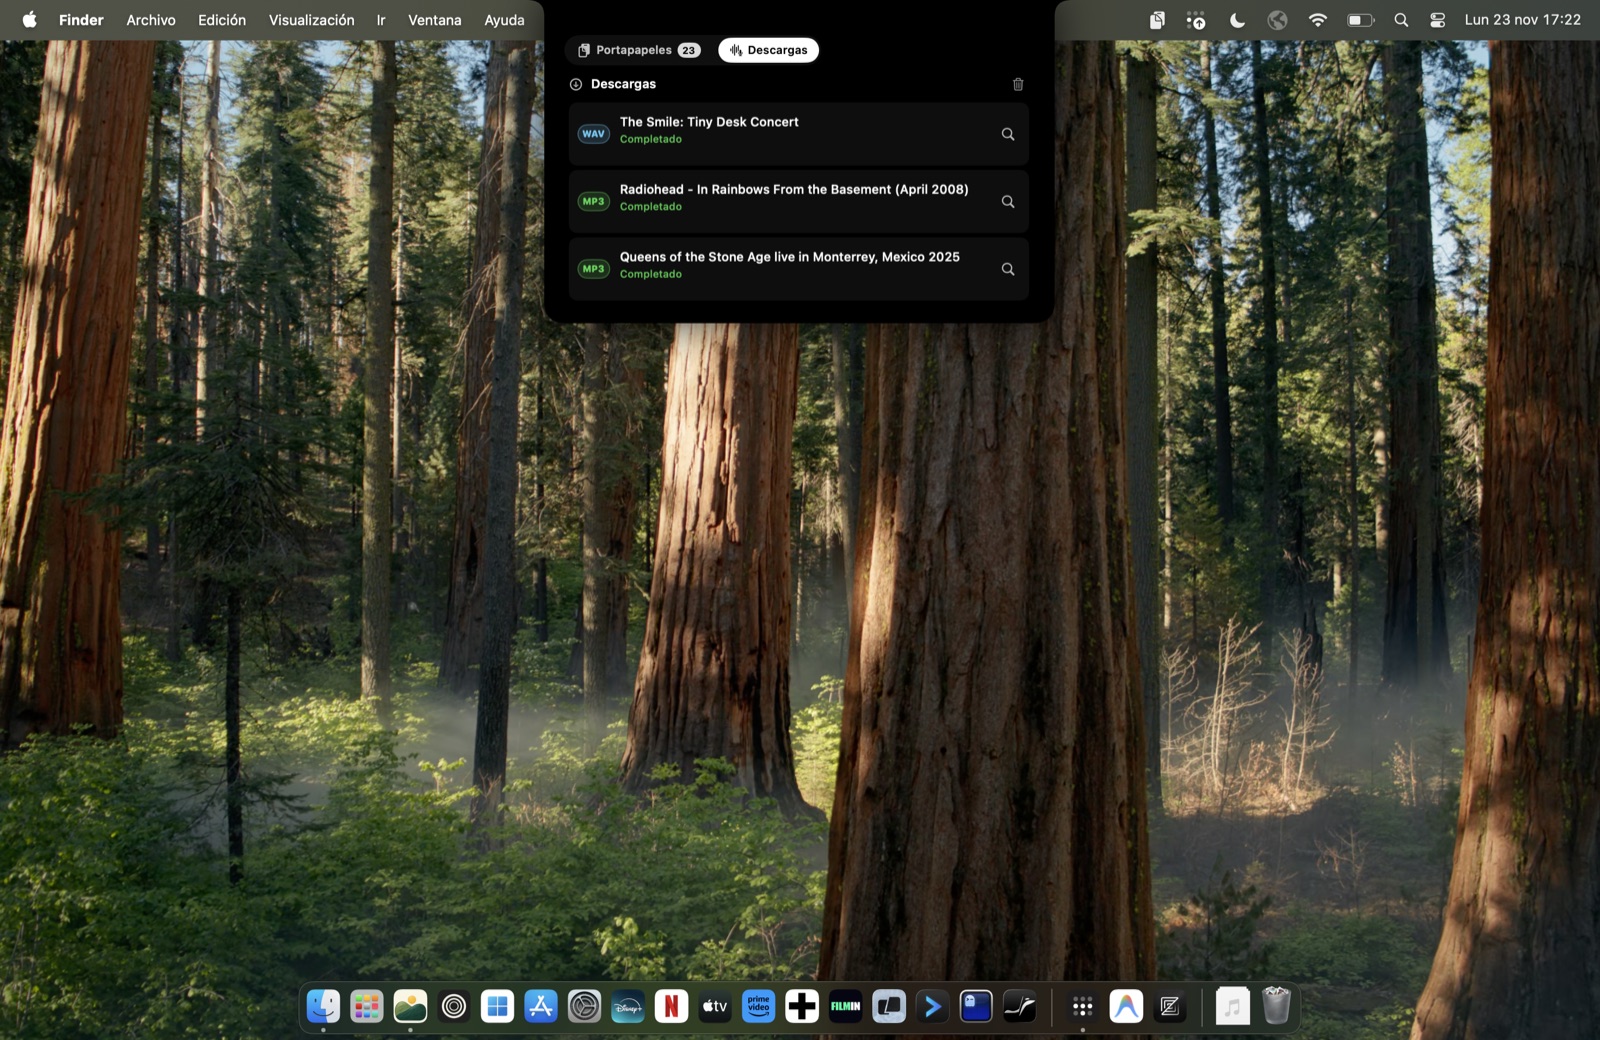 Finder Archivo Edición Visualización Ir Ventana Ayuda Lun 23 nov 17:22
Portapapeles 23 Descargas
Descargas
WAV
The Smile: Tiny Desk Concert
Completado
MP3
Radiohead - In Rainbows From the Basement (April 2008)
Completado
MP3
Queens of the Stone Age live in Monterrey, Mexico 2025
Completado
Disney+ N tv prime video FILMIN